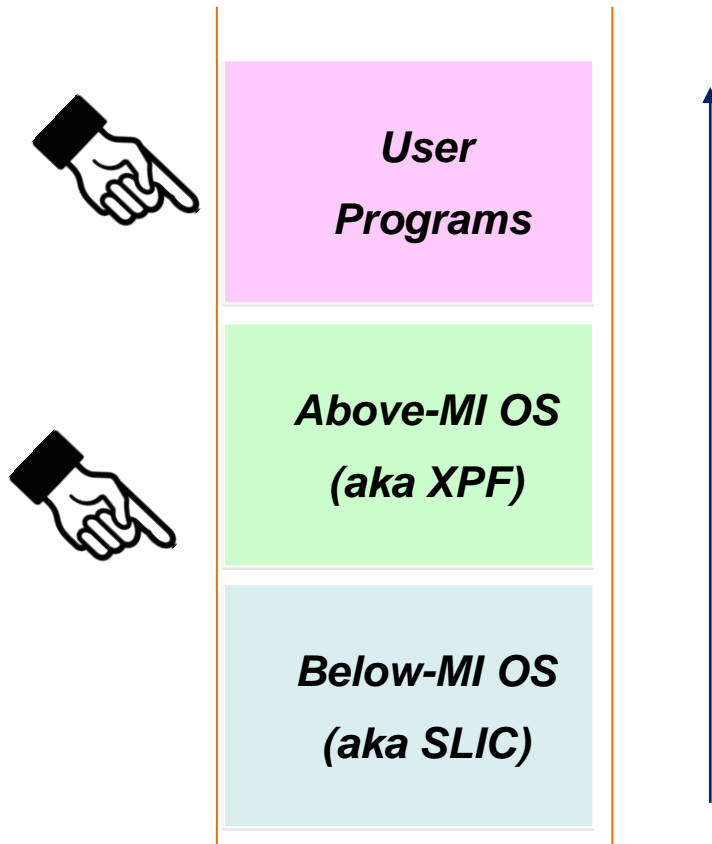 User
Programs
Above-MI OS
(aka XPF)
Below-MI OS
(aka SLIC)